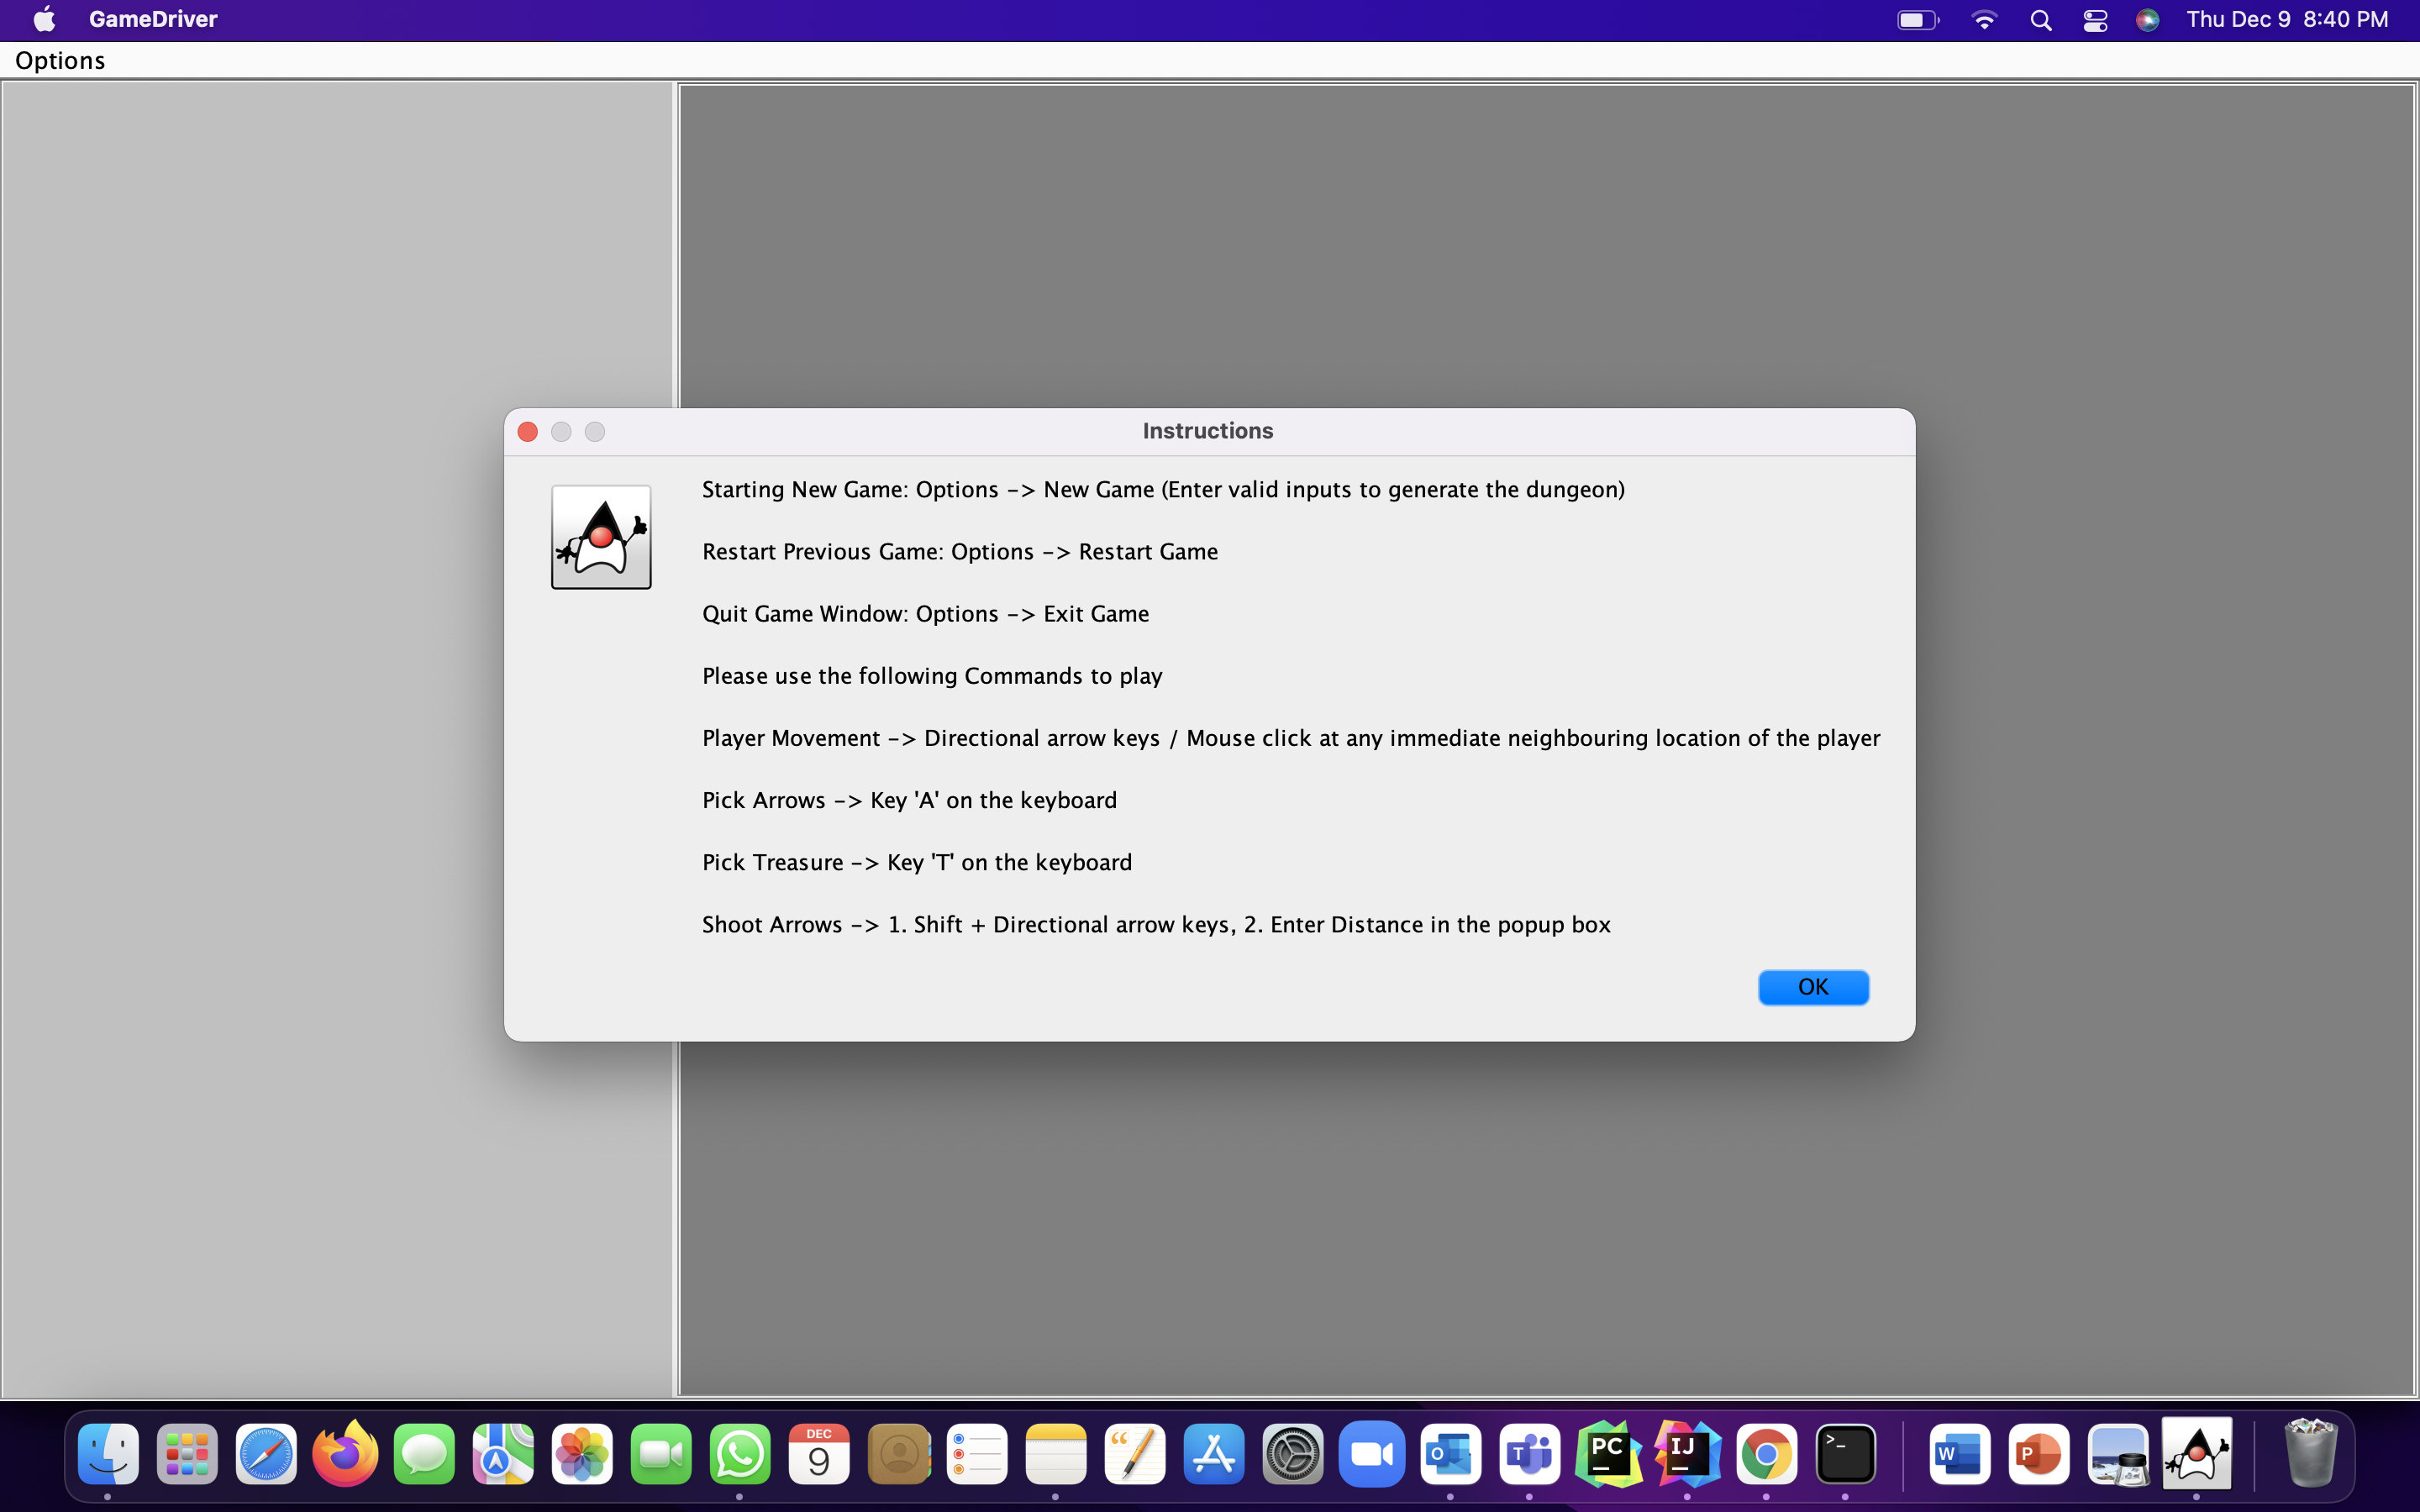 GameDriver
Thu Dec 9 8:40 PM
Options
Instructions
Starting New Game: Options -> New Game (Enter valid inputs to generate the dungeon)
Restart Previous Game: Options -> Restart Game
Quit Game Window: Options -> Exit Game
Please use the following Commands to play
Player Movement -> Directional arrow keys / Mouse click at any immediate neighbouring location of the player
Pick Arrows -> Key 'A' on the keyboard
Pick Treasure -> Key 'T' on the keyboard
Shoot Arrows -> 1. Shift + Directional arrow keys, 2. Enter Distance in the popup box
OK
DEC
9
O
T
PC
IJ
>_
W
P